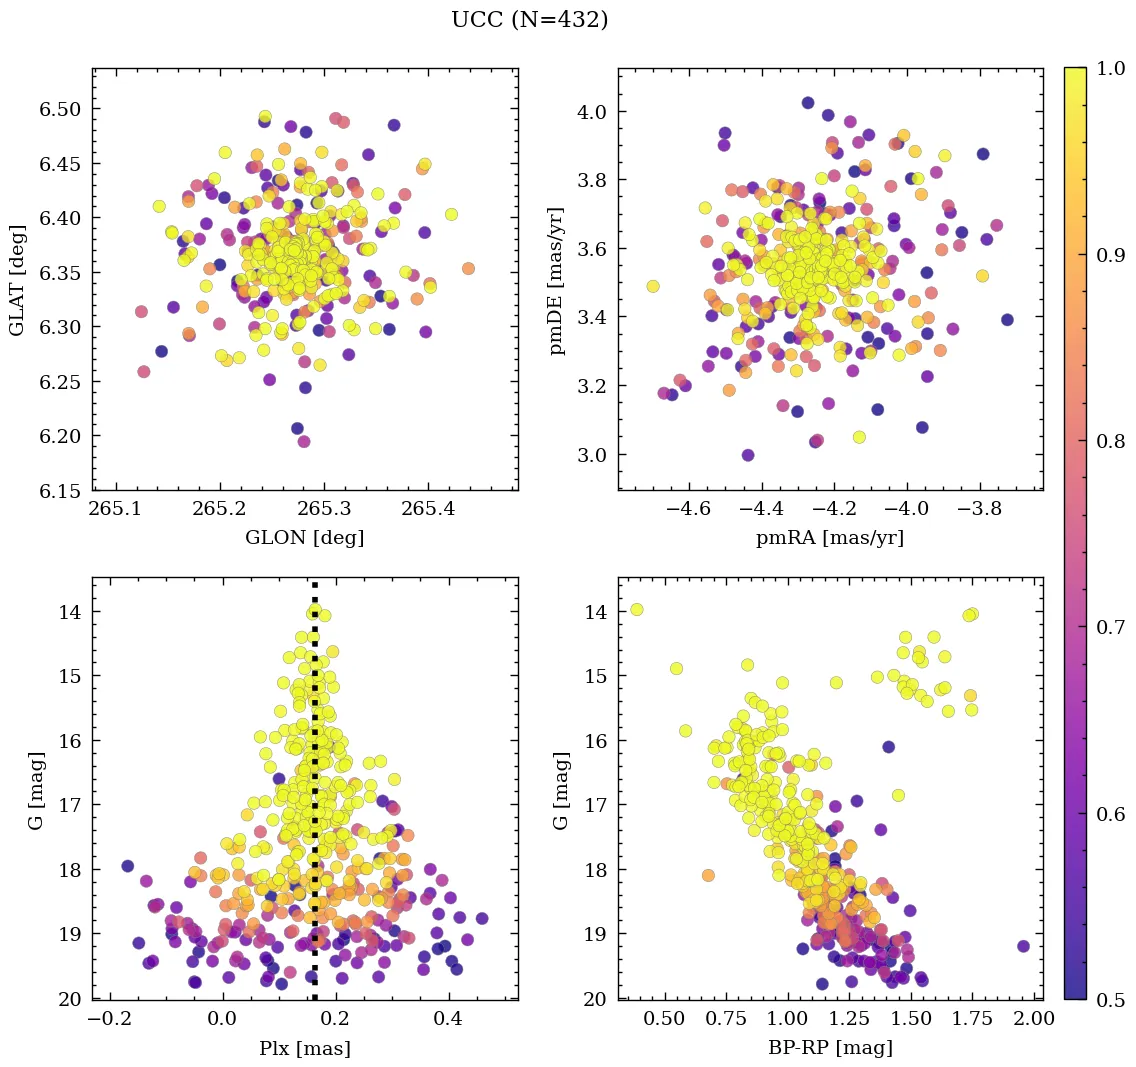 UCC (N=432)
6.50
6.45
6.40
6.35
6.30
6.25
6.20
6.15
GLAT [deg]
265.1 265.2 265.3 265.4
GLON [deg]
4.0
3.8
3.6
3.4
3.2
3.0
pmDE [mas/yr]
−4.6 −4.4 −4.2 −4.0 −3.8
pmRA [mas/yr]
1.0
0.9
0.8
0.7
0.6
0.5
14
15
16
17
18
19
20
G [mag]
−0.2 0.0 0.2 0.4
Plx [mas]
14
15
16
17
18
19
20
G [mag]
0.50 0.75 1.00 1.25 1.50 1.75 2.00
BP-RP [mag]